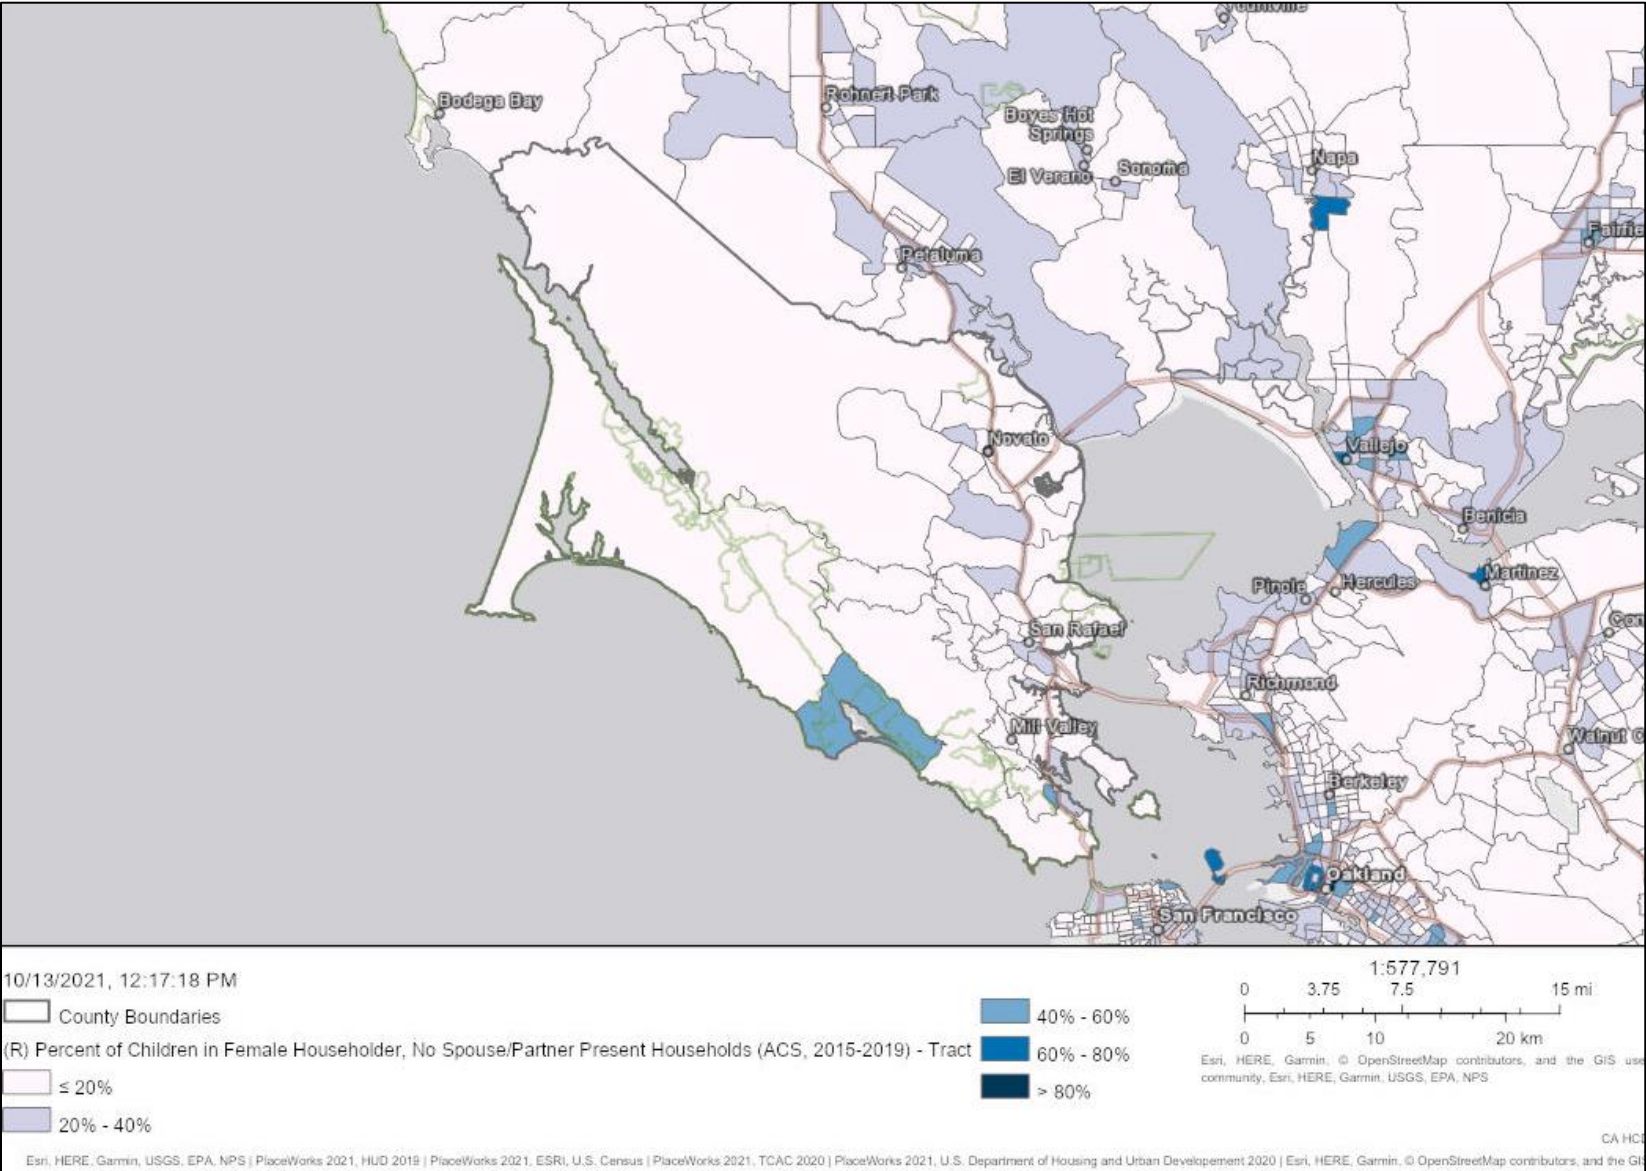 Yountville
Bodega Bay
Rohnert Park
Boyes Hot
Springs
El Verano
Sonoma
Napa
Fairfie
Petaluma
Novato
Vallejo
Benicia
Martinez
Pinole
Hercules
Con
San Rafael
Richmond
Mill Valley
Walnut C
Berkeley
Oakland
San Francisco
10/13/2021, 12:17:18 PM
County Boundaries
(R) Percent of Children in Female Householder, No Spouse/Partner Present Households (ACS, 2015-2019) - Tract
≤ 20%
20% - 40%
40% - 60%
60% - 80%
> 80%
1:577,791
0 3.75 7.5 15 mi
0 5 10 20 km
Esri, HERE, Garmin, © OpenStreetMap contributors, and the GIS use
community, Esri, HERE, Garmin, USGS, EPA, NPS
CA HCD
Esri, HERE, Garmin, USGS, EPA, NPS | PlaceWorks 2021, HUD 2019 | PlaceWorks 2021, ESRI, U.S. Census | PlaceWorks 2021, TCAC 2020 | PlaceWorks 2021, U.S. Department of Housing and Urban Developement 2020 | Esri, HERE, Garmin, © OpenStreetMap contributors, and the GI